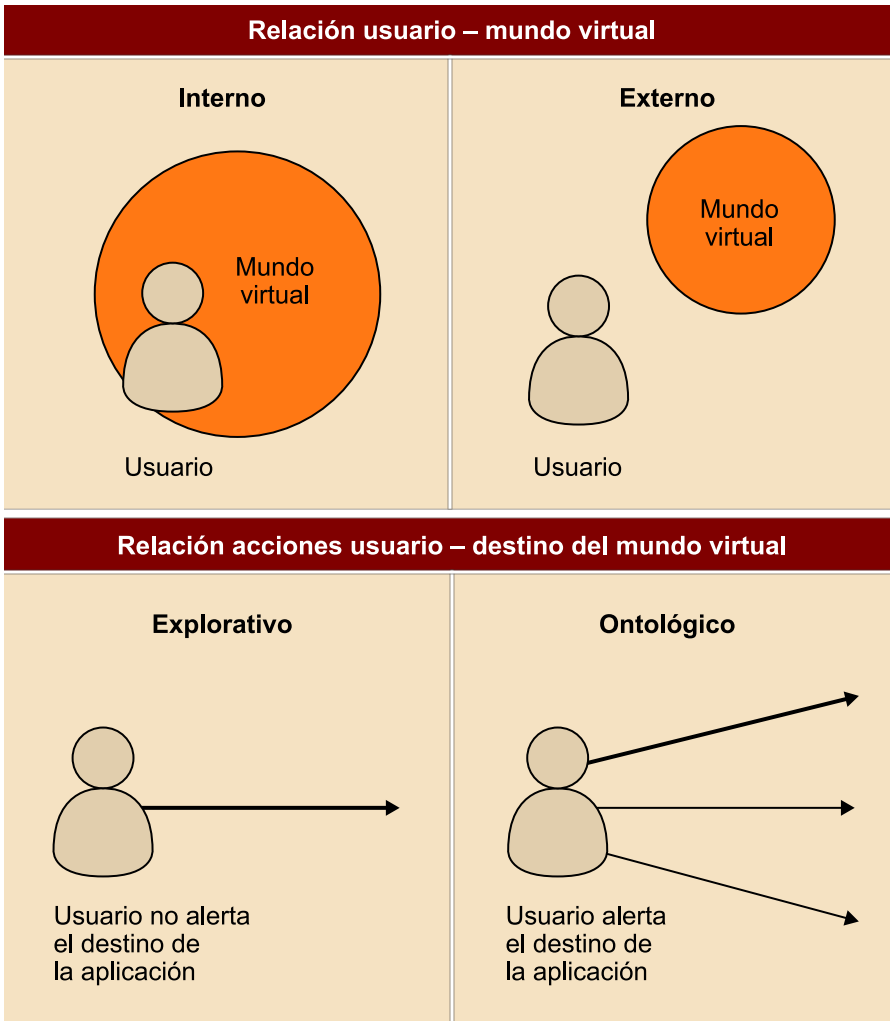 Relación usuario – mundo virtual
Interno
Mundo
virtual
Usuario
Externo
Mundo
virtual
Usuario
Relación acciones usuario – destino del mundo virtual
Explorativo
Usuario no alerta
el destino de
la aplicación
Ontológico
Usuario alerta
el destino de
la aplicación